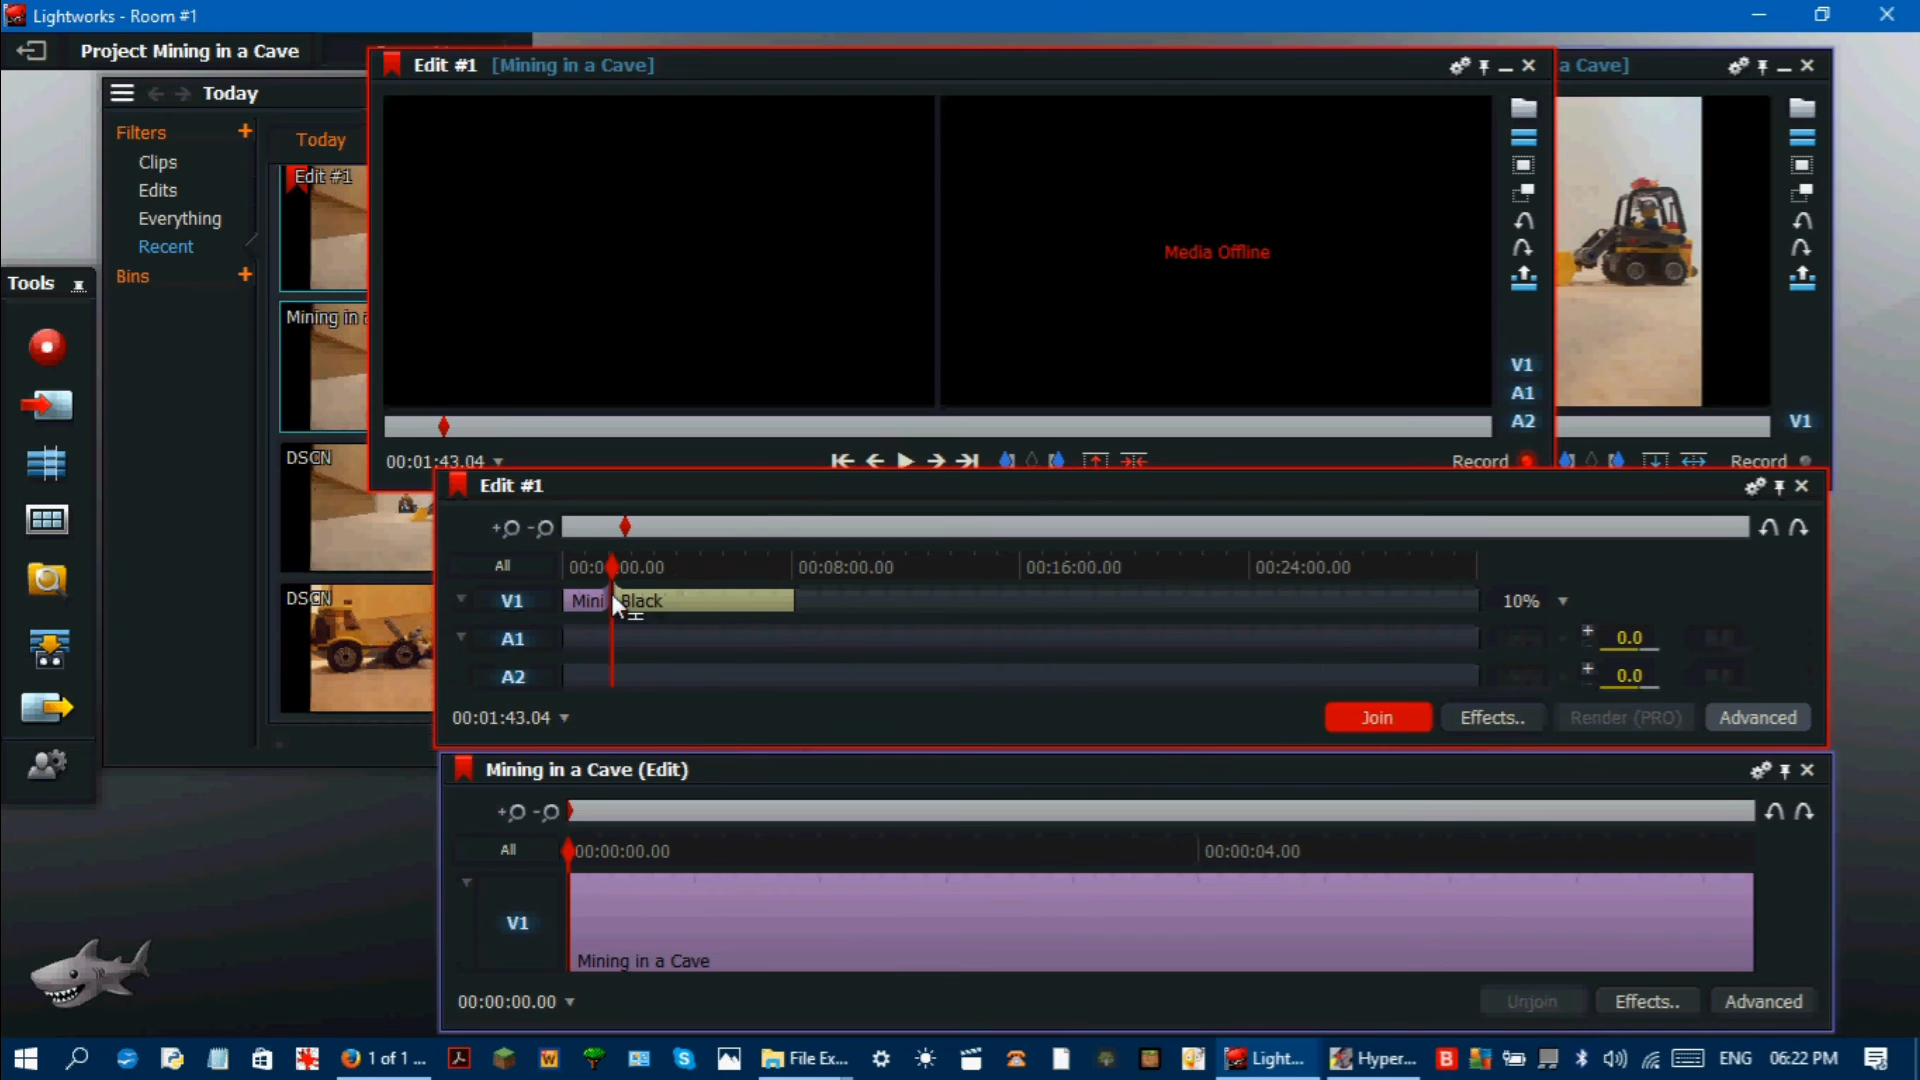 Lightworks - Room #1
Project Mining in a Cave
Edit #1 [Mining in a Cave]
a Cave]
Today
Filters
Clips
Edits
Everything
Recent
Bins
Today
Edit #1
Mining in
DSCN
DSCN
Tools
Media Offline
V1
A1
A2
V1
00:01:43.04
Record
Record
Edit #1
All
00:08:00.00
00:16:00.00
00:24:00.00
V1
Mini
Black
10%
A1
0.0
A2
0.0
00:01:43.04
Join
Effects..
Render (PRO)
Advanced
Mining in a Cave (Edit)
All
00:00:00.00
00:00:04.00
V1
Mining in a Cave
00:00:00.00
Unjoin
Effects..
Advanced
1 of 1 ...
File Ex...
Light...
Hyper...
ENG
06:22 PM